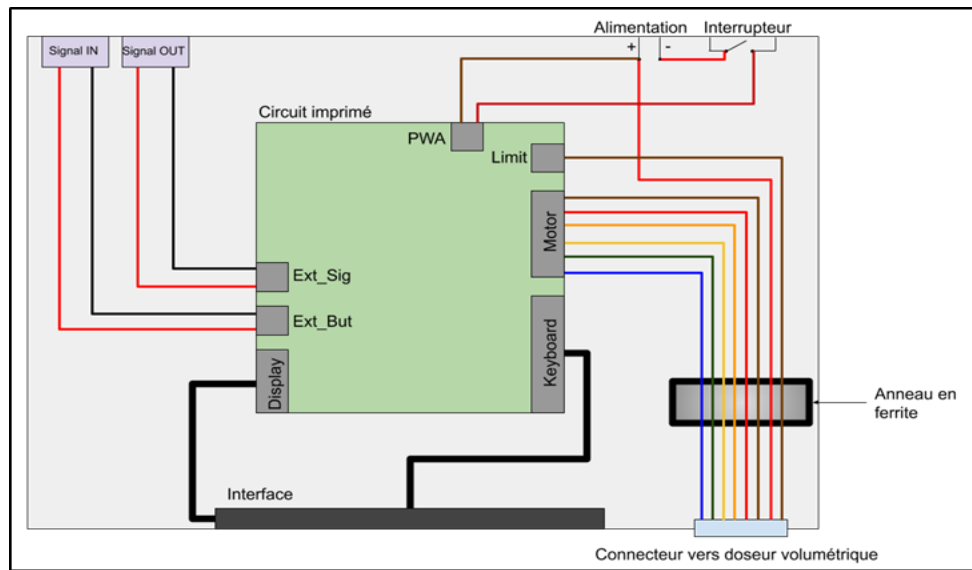 Signal IN
Signal OUT
Alimentation
Interrupteur
+
-
Circuit imprimé
PWA
Limit
Motor
Ext_Sig
Ext_But
Display
Keyboard
Anneau en
ferrite
Interface
Connecteur vers doseur volumétrique